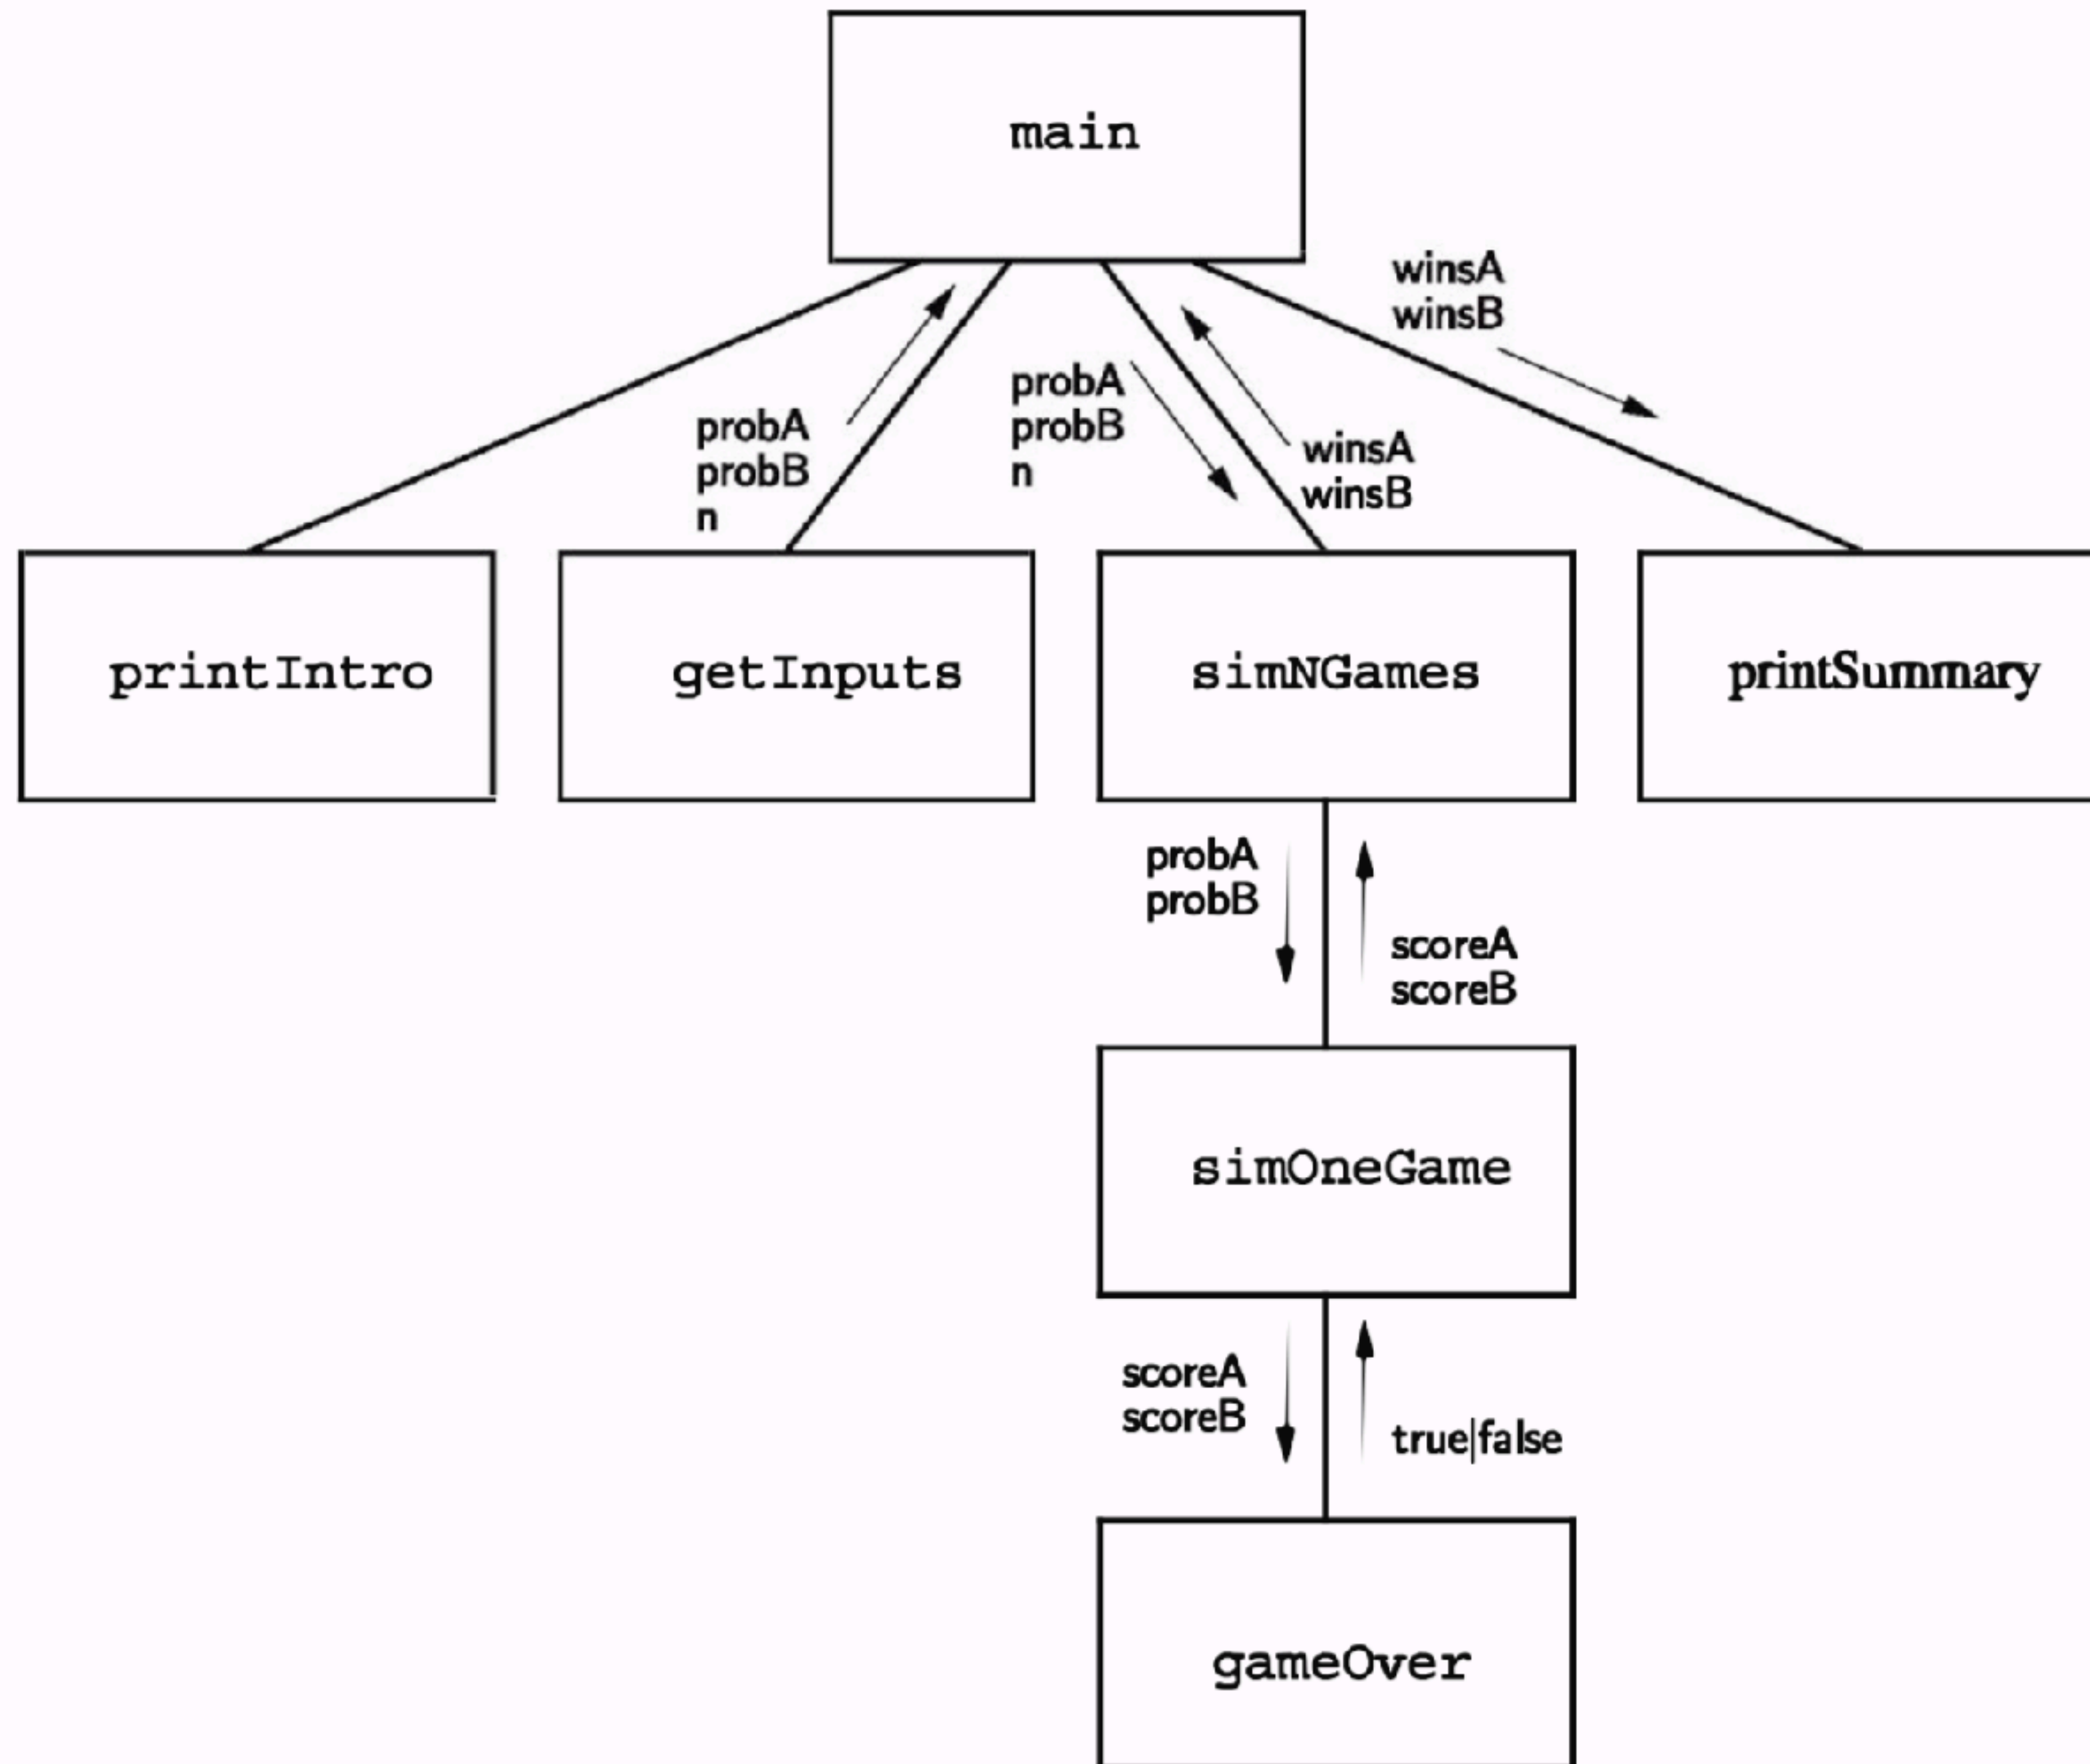 main
winsA
winsB
probA
probB
n
probA
probB
n
winsA
winsB
printIntro
getInputs
simNGames
printSummary
probA
probB
scoreA
scoreB
simOneGame
scoreA
scoreB
true|false
gameOver